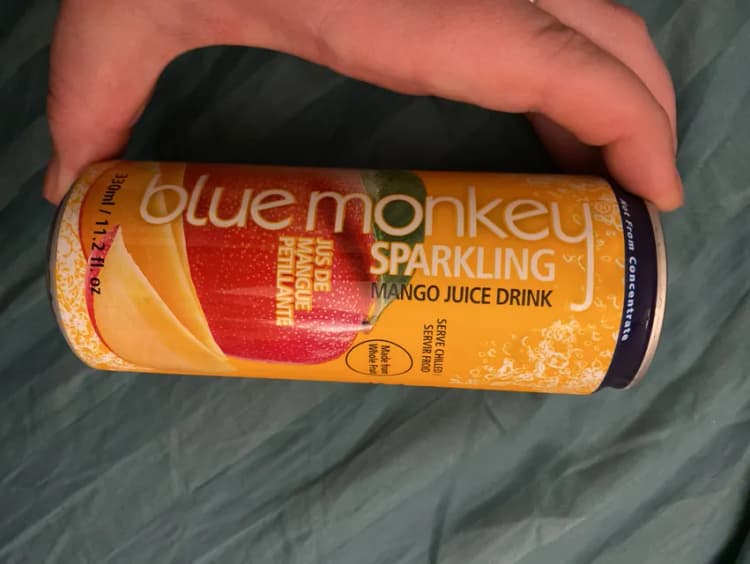 blue monkey
SPARKLING
MANGO JUICE DRINK
JUS DE
MANGUE
PETILLANTE
SERVE CHILLED
SERVIR FROID
Made from
Whole Fruit
330ml / 11.2 fl. oz
Not From Concentrate